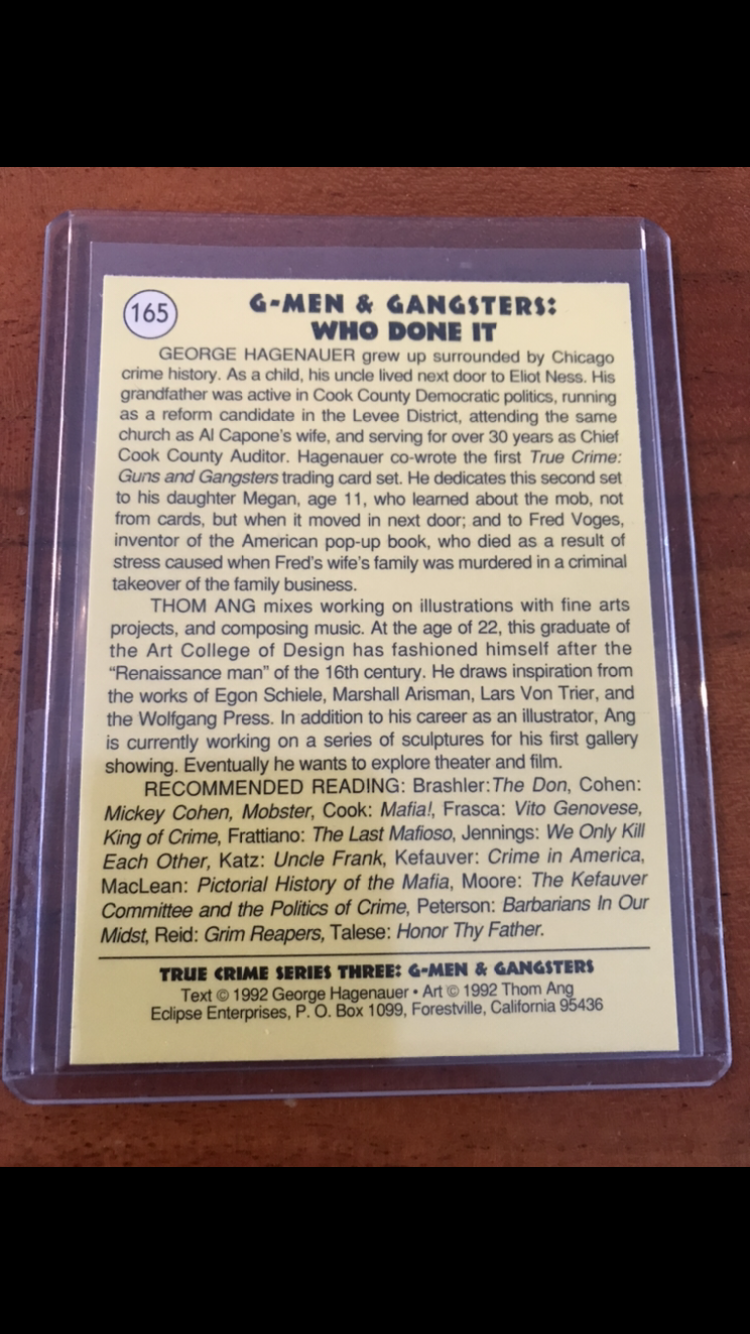 165
G-MEN & GANGSTERS:
WHO DONE IT
GEORGE HAGENAUER grew up surrounded by Chicago
crime history. As a child, his uncle lived next door to Eliot Ness. His
grandfather was active in Cook County Democratic politics, running
as a reform candidate in the Levee District, attending the same
church as Al Capone's wife, and serving for over 30 years as Chief
Cook County Auditor. Hagenauer co-wrote the first True Crime:
Guns and Gangsters trading card set. He dedicates this second set
to his daughter Megan, age 11, who learned about the mob, not
from cards, but when it moved in next door; and to Fred Voges,
inventor of the American pop-up book, who died as a result of
stress caused when Fred's wife's family was murdered in a criminal
takeover of the family business.
THOM ANG mixes working on illustrations with fine arts
projects, and composing music. At the age of 22, this graduate of
the Art College of Design has fashioned himself after the
“Renaissance man” of the 16th century. He draws inspiration from
the works of Egon Schiele, Marshall Arisman, Lars Von Trier, and
the Wolfgang Press. In addition to his career as an illustrator, Ang
is currently working on a series of sculptures for his first gallery
showing. Eventually he wants to explore theater and film.
RECOMMENDED READING: Brashler: The Don, Cohen:
Mickey Cohen, Mobster, Cook: Mafia!, Frasca: Vito Genovese,
King of Crime, Frattiano: The Last Mafioso, Jennings: We Only Kill
Each Other, Katz: Uncle Frank, Kefauver: Crime in America,
MacLean: Pictorial History of the Mafia, Moore: The Kefauver
Committee and the Politics of Crime, Peterson: Barbarians In Our
Midst, Reid: Grim Reapers, Talese: Honor Thy Father.
TRUE CRIME SERIES THREE: G-MEN & GANGSTERS
Text © 1992 George Hagenauer • Art © 1992 Thom Ang
Eclipse Enterprises, P. O. Box 1099, Forestville, California 95436